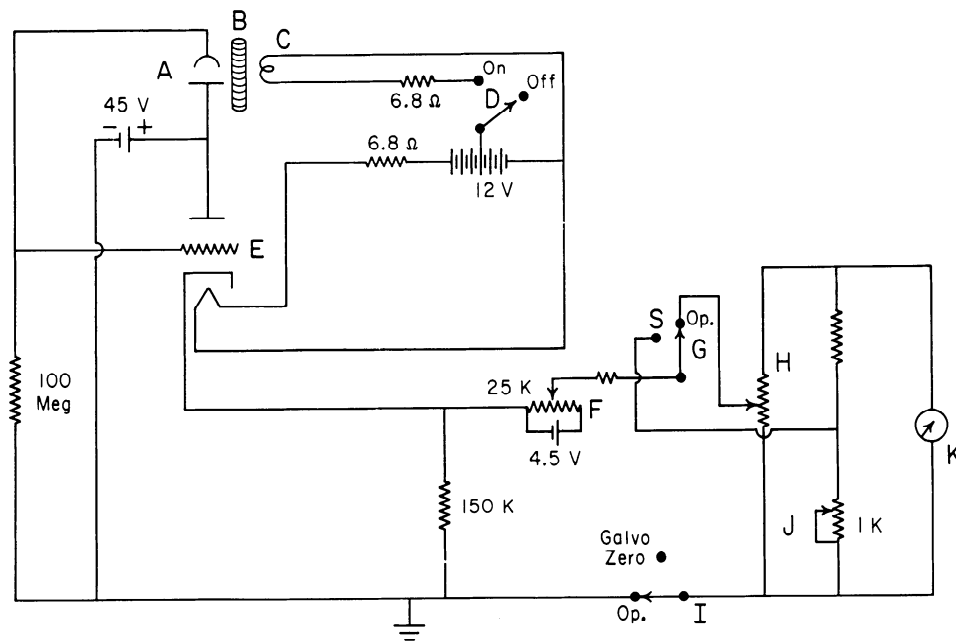 B
C
A
On
Off
D
6.8 Ω
45 V
- +
6.8 Ω
12 V
E
S
Op.
G
H
25 K
F
100
Meg
4.5 V
K
150 K
J
1 K
Galvo
Zero
Op.
I